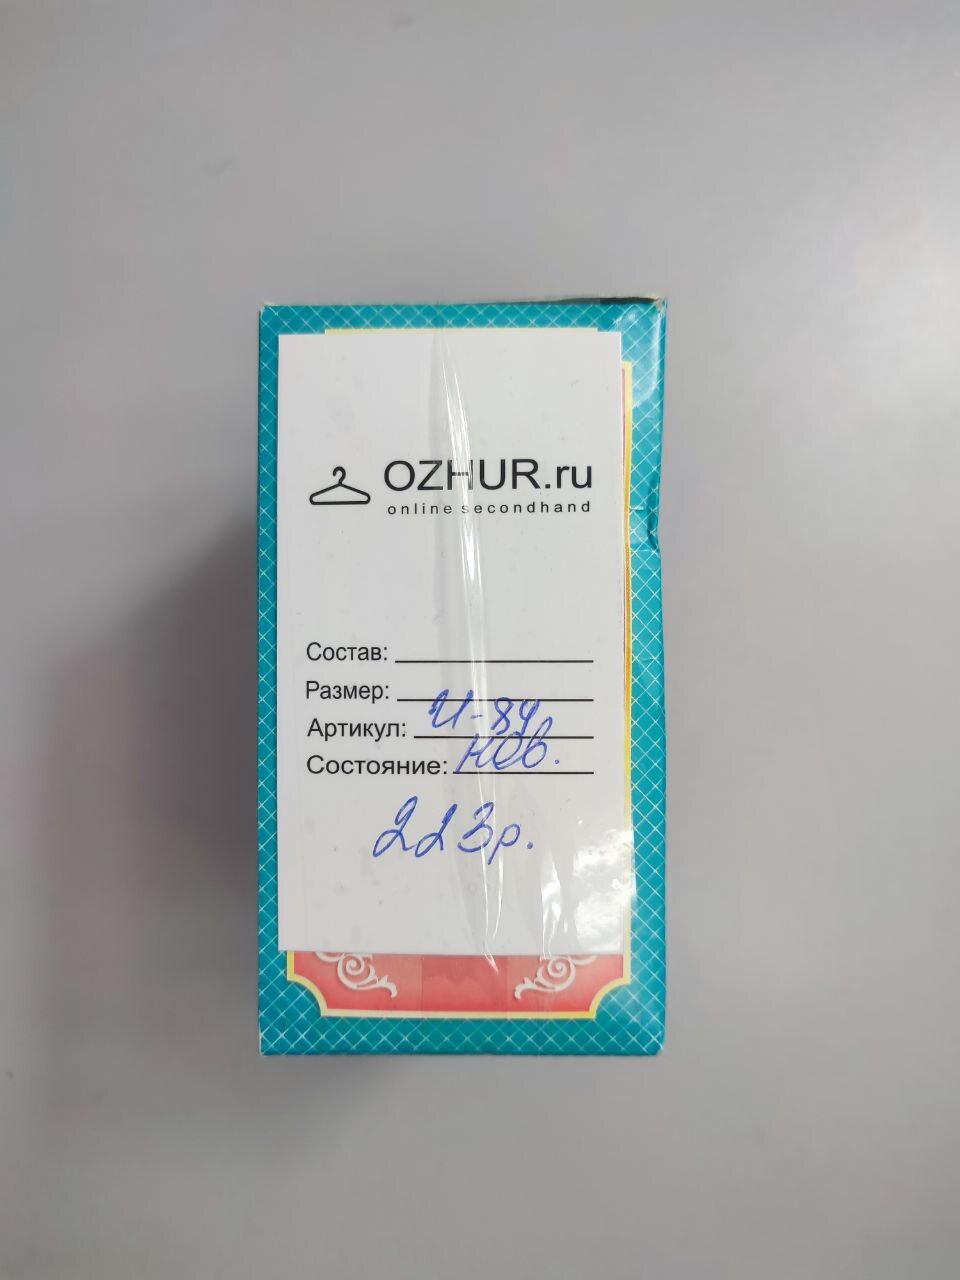 OZHUR.ru
online secondhand
Состав:
Размер:
Артикул: И-84
Состояние: нов.
223р.